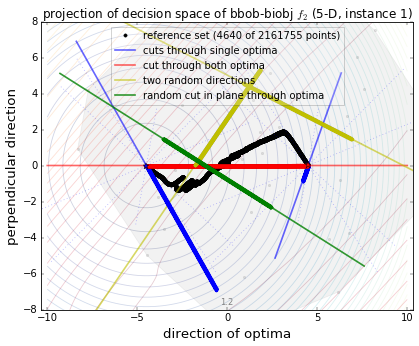 projection of decision space of bbob-biobj f₂ (5-D, instance 1)
reference set (4640 of 2161755 points)
cuts through single optima
cut through both optima
two random directions
random cut in plane through optima
perpendicular direction
8
6
4
2
0
−2
−4
−6
−8
1.2
−10
−5
0
5
10
direction of optima